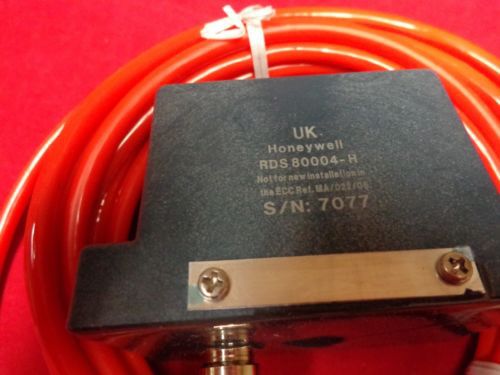 UK.
Honeywell
RDS 80004-H
Not for new installation in
the ECC Ref. MA/022/06
S/N: 7077